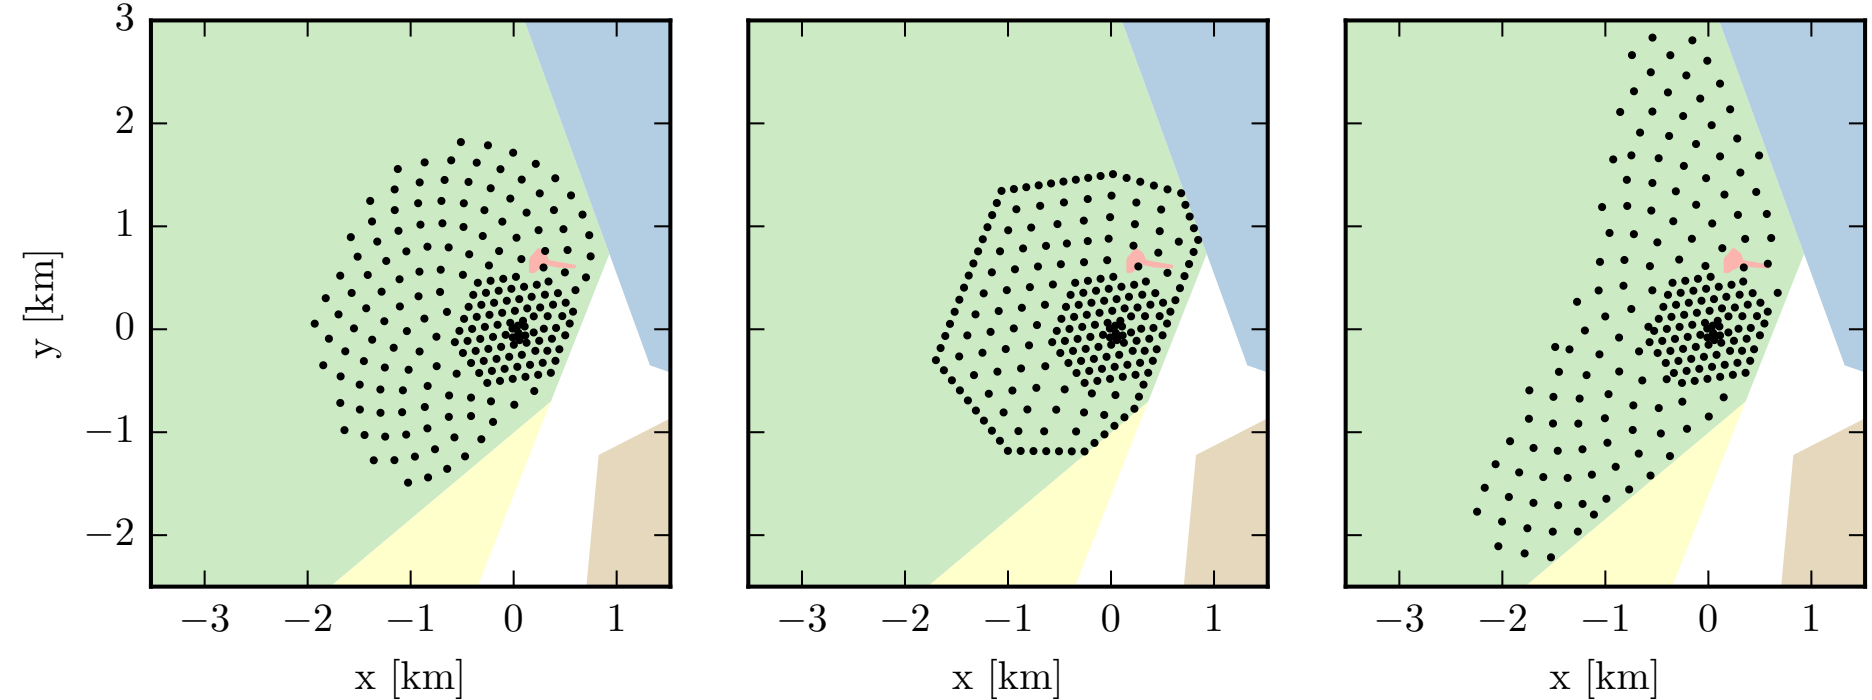 3
2
1
0
−1
−2
y [km]
−3 −2 −1 0 1
−3 −2 −1 0 1
−3 −2 −1 0 1
x [km]
x [km]
x [km]